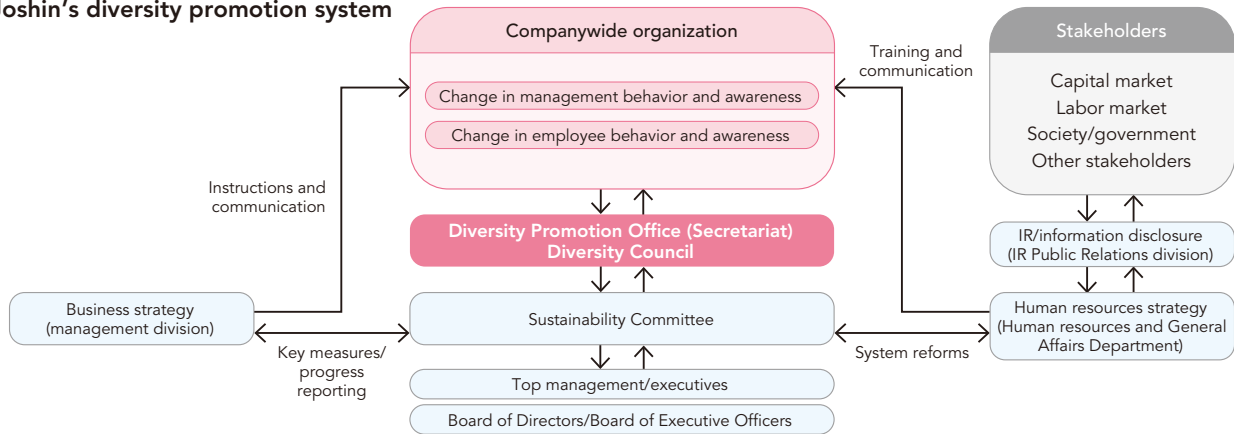 Joshin’s diversity promotion system
Companywide organization
Change in management behavior and awareness
Change in employee behavior and awareness
Training and
communication
Stakeholders
Capital market
Labor market
Society/government
Other stakeholders
Instructions and
communication
Diversity Promotion Office (Secretariat)
Diversity Council
IR/information disclosure
(IR Public Relations division)
Business strategy
(management division)
Sustainability Committee
Human resources strategy
(Human resources and General
Affairs Department)
Key measures/
progress
reporting
System reforms
Top management/executives
Board of Directors/Board of Executive Officers